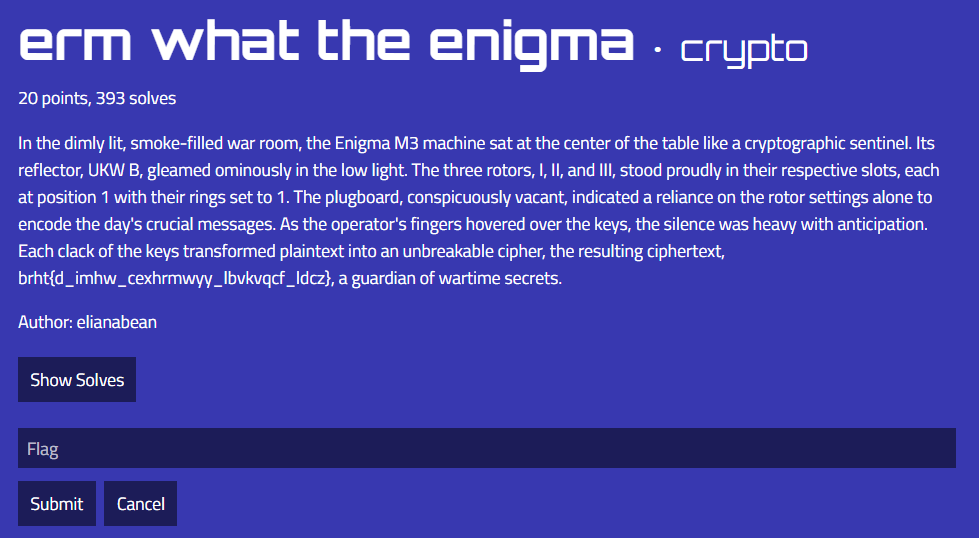 erm what the enigma · crypto
20 points, 393 solves
In the dimly lit, smoke-filled war room, the Enigma M3 machine sat at the center of the table like a cryptographic sentinel. Its
reflector, UKW B, gleamed ominously in the low light. The three rotors, I, II, and III, stood proudly in their respective slots, each
at position 1 with their rings set to 1. The plugboard, conspicuously vacant, indicated a reliance on the rotor settings alone to
encode the day's crucial messages. As the operator's fingers hovered over the keys, the silence was heavy with anticipation.
Each clack of the keys transformed plaintext into an unbreakable cipher, the resulting ciphertext,
brht{d_imhw_cexhrmwyy_lbvkvqcf_ldcz}, a guardian of wartime secrets.
Author: elianabean
Show Solves
Flag
Submit Cancel